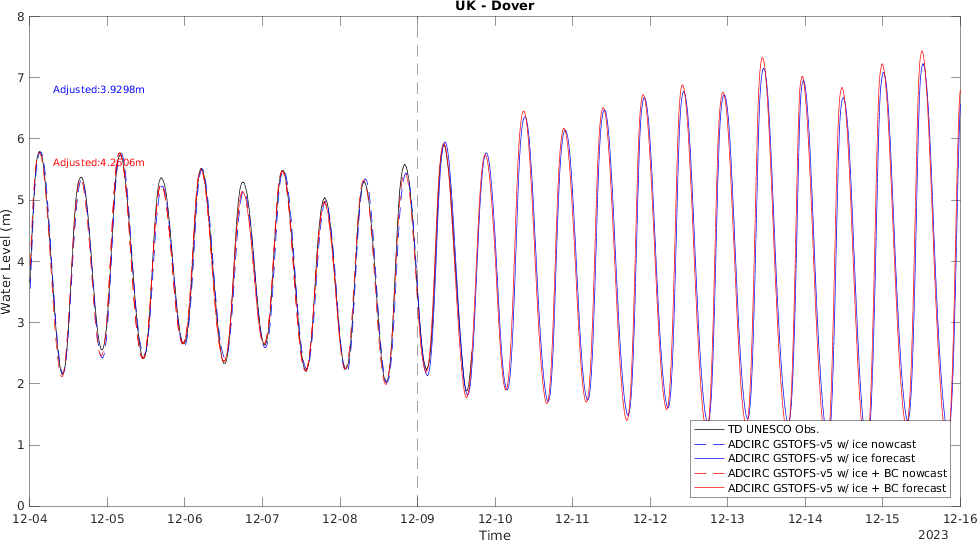 UK - Dover
8
7
6
5
4
3
2
1
0
Water Level (m)
Adjusted:3.9298m
Adjusted:4.2606m
TD UNESCO Obs.
ADCIRC GSTOFS-v5 w/ ice nowcast
ADCIRC GSTOFS-v5 w/ ice forecast
ADCIRC GSTOFS-v5 w/ ice + BC nowcast
ADCIRC GSTOFS-v5 w/ ice + BC forecast
12-04 12-05 12-06 12-07 12-08 12-09 12-10 12-11 12-12 12-13 12-14 12-15 12-16
Time
2023